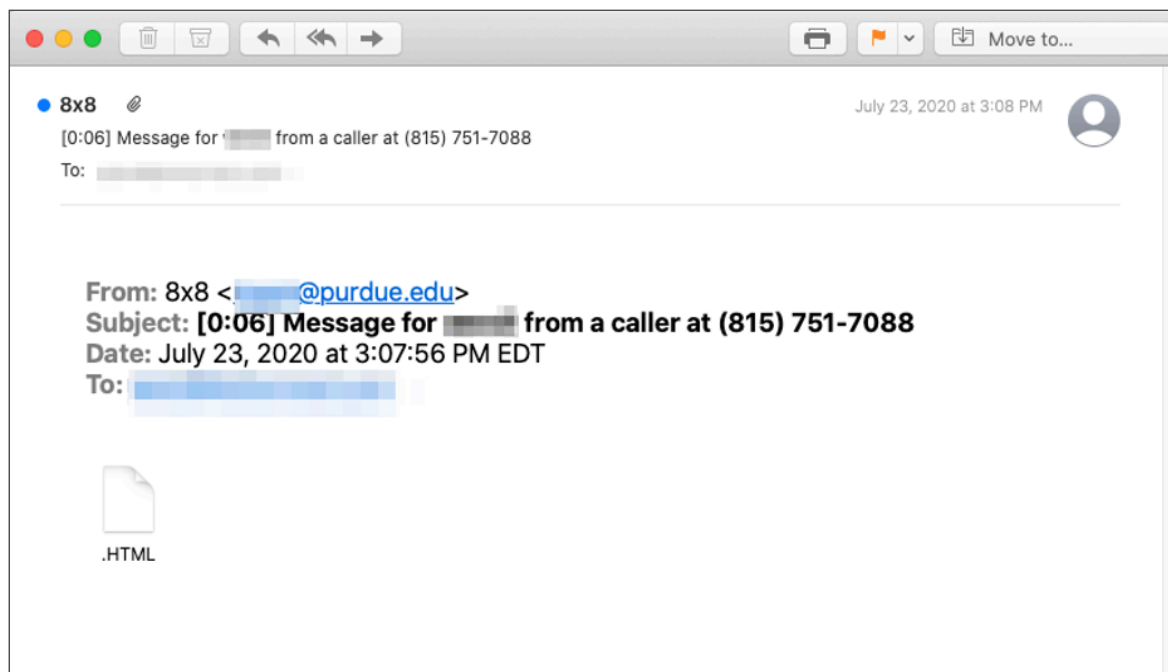 Move to...
8x8
July 23, 2020 at 3:08 PM
[0:06] Message for from a caller at (815) 751-7088
To:
From: 8x8 < @purdue.edu>
Subject: [0:06] Message for from a caller at (815) 751-7088
Date: July 23, 2020 at 3:07:56 PM EDT
To:
.HTML